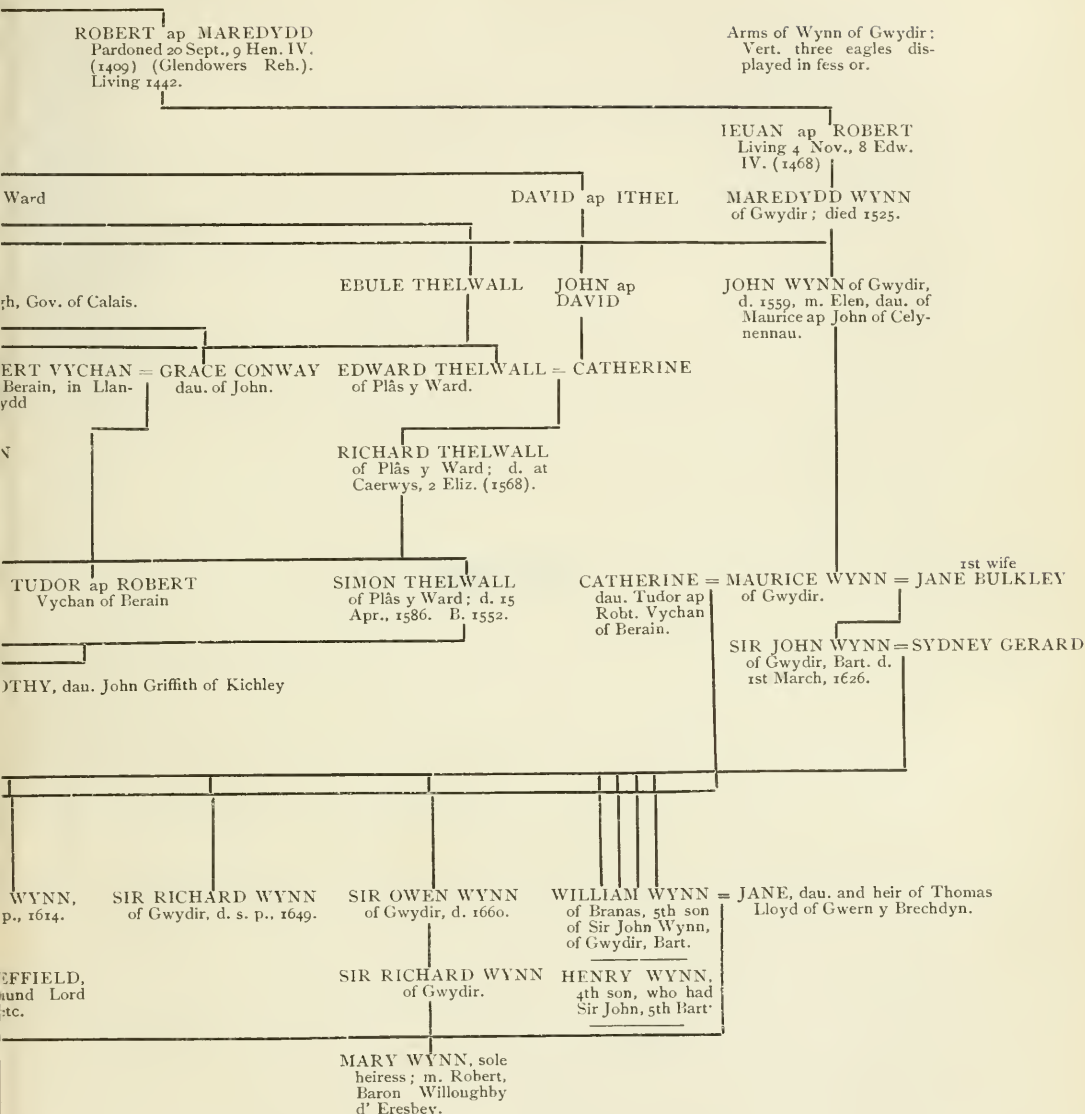 ROBERT ap MAREDYDD
Pardoned 20 Sept., 9 Hen. IV.
(1409) (Glendowers Reh.).
Living 1442.
Arms of Wynn of Gwydir:
Vert. three eagles dis-
played in fess or.
IEUAN ap ROBERT
Living 4 Nov., 8 Edw.
IV. (1468)
Ward
DAVID ap ITHEL
MAREDYDD WYNN
of Gwydir; died 1525.
gh, Gov. of Calais.
EBULE THELWALL
JOHN ap
DAVID
JOHN WYNN of Gwydir,
d. 1559, m. Elen, dau. of
Maurice ap John of Cely-
nennau.
ERT VYCHAN = GRACE CONWAY
Berain, in Llan-
ydd
dau. of John.
EDWARD THELWALL = CATHERINE
of Plâs y Ward.
N
RICHARD THELWALL
of Plâs y Ward; d. at
Caerwys, 2 Eliz. (1568).
TUDOR ap ROBERT
Vychan of Berain
SIMON THELWALL
of Plâs y Ward; d. 15
Apr., 1586. B. 1552.
1st wife
CATHERINE = MAURICE WYNN = JANE BULKLEY
dau. Tudor ap
Robt. Vychan
of Berain.
of Gwydir.
SIR JOHN WYNN = SYDNEY GERARD
of Gwydir, Bart. d.
1st March, 1626.
OTHY, dau. John Griffith of Kichley
WYNN,
p., 1614.
SIR RICHARD WYNN
of Gwydir, d. s. p., 1649.
SIR OWEN WYNN
of Gwydir, d. 1660.
WILLIAM WYNN = JANE, dau. and heir of Thomas
of Branas, 5th son
of Sir John Wynn,
of Gwydir, Bart.
Lloyd of Gwern y Brechdyn.
EFFIELD,
mund Lord
etc.
SIR RICHARD WYNN
of Gwydir.
HENRY WYNN,
4th son, who had
Sir John, 5th Bart.
MARY WYNN, sole
heiress; m. Robert,
Baron Willoughby
d' Eresbey.